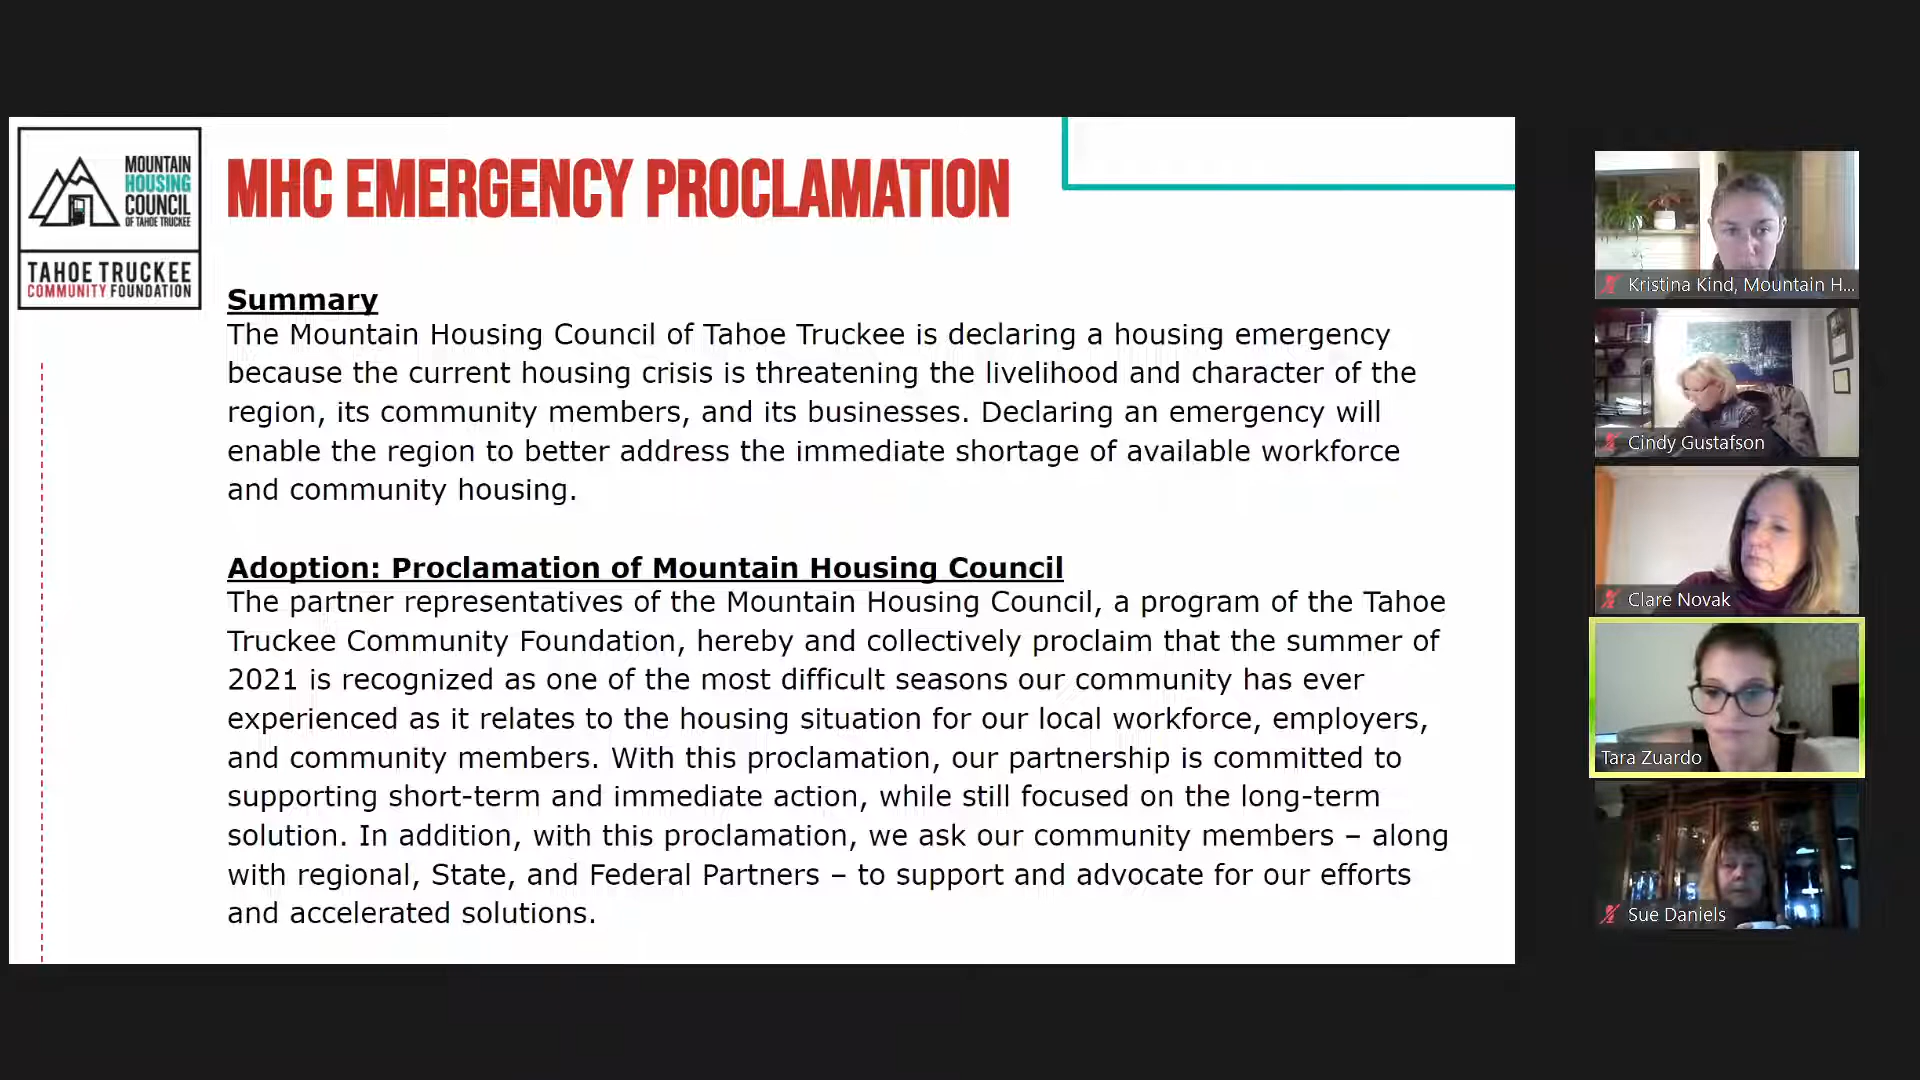 MOUNTAIN
HOUSING
COUNCIL
OF TAHOE TRUCKEE
TAHOE TRUCKEE
COMMUNITY FOUNDATION
MHC EMERGENCY PROCLAMATION
Summary
The Mountain Housing Council of Tahoe Truckee is declaring a housing emergency
because the current housing crisis is threatening the livelihood and character of the
region, its community members, and its businesses. Declaring an emergency will
enable the region to better address the immediate shortage of available workforce
and community housing.
Adoption: Proclamation of Mountain Housing Council
The partner representatives of the Mountain Housing Council, a program of the Tahoe
Truckee Community Foundation, hereby and collectively proclaim that the summer of
2021 is recognized as one of the most difficult seasons our community has ever
experienced as it relates to the housing situation for our local workforce, employers,
and community members. With this proclamation, our partnership is committed to
supporting short-term and immediate action, while still focused on the long-term
solution. In addition, with this proclamation, we ask our community members – along
with regional, State, and Federal Partners – to support and advocate for our efforts
and accelerated solutions.
Kristina Kind, Mountain H...
Cindy Gustafson
Clare Novak
Tara Zuardo
Sue Daniels